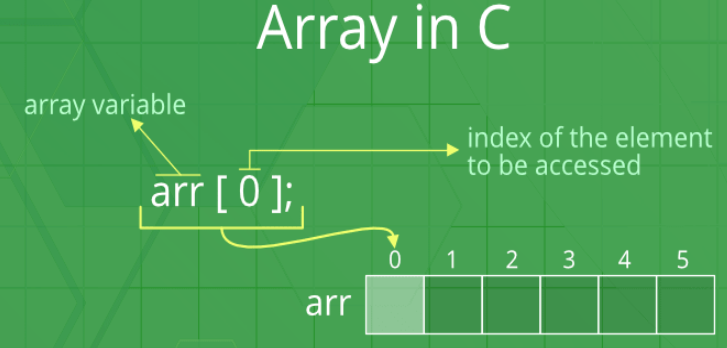 Array in C
array variable
index of the element
to be accessed
arr [ 0 ];
0 1 2 3 4 5
arr